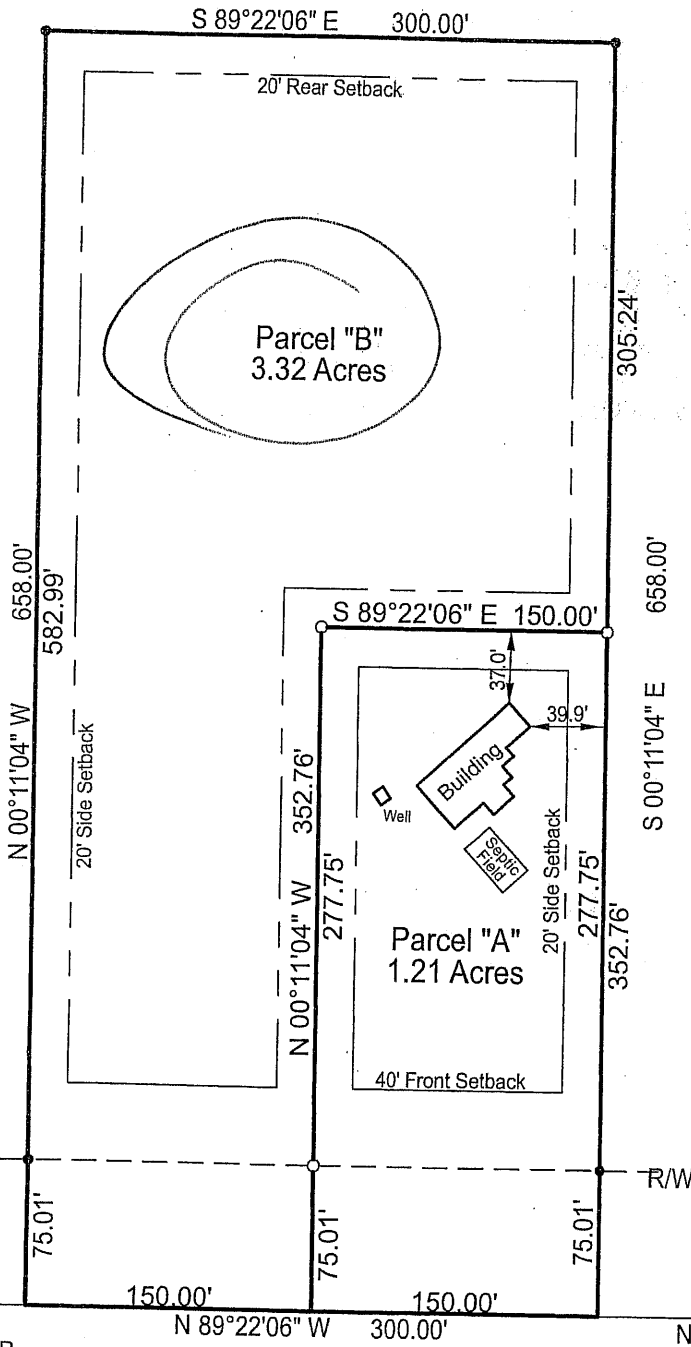 S 89°22'06" E 300.00'
20' Rear Setback
Parcel "B"
3.32 Acres
305.24'
658.00'
582.99'
N 00°11'04" W
658.00'
S 00°11'04" E
S 89°22'06" E 150.00'
37.0'
39.9'
Building
Well
Septic
Field
20' Side Setback
352.76'
N 00°11'04" W
277.75'
20' Side Setback
277.75'
352.76'
Parcel "A"
1.21 Acres
40' Front Setback
R/W
75.01'
75.01'
75.01'
150.00'
150.00'
N 89°22'06" W 300.00'
N